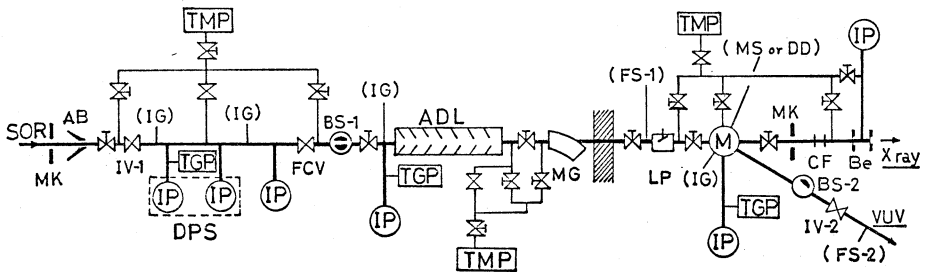 TMP
TMP
IP
(MS or DD)
(FS-1)
(IG)
(IG)
(IG)
BS-1
ADL
AB
SOR
MK
IV-1
TGP
FCV
IP
IP
IP
DPS
TGP
IP
MG
TMP
LP
(IG)
M
MK
CF
Be
X ray
TGP
IP
BS-2
IV-2
VUV
(FS-2)